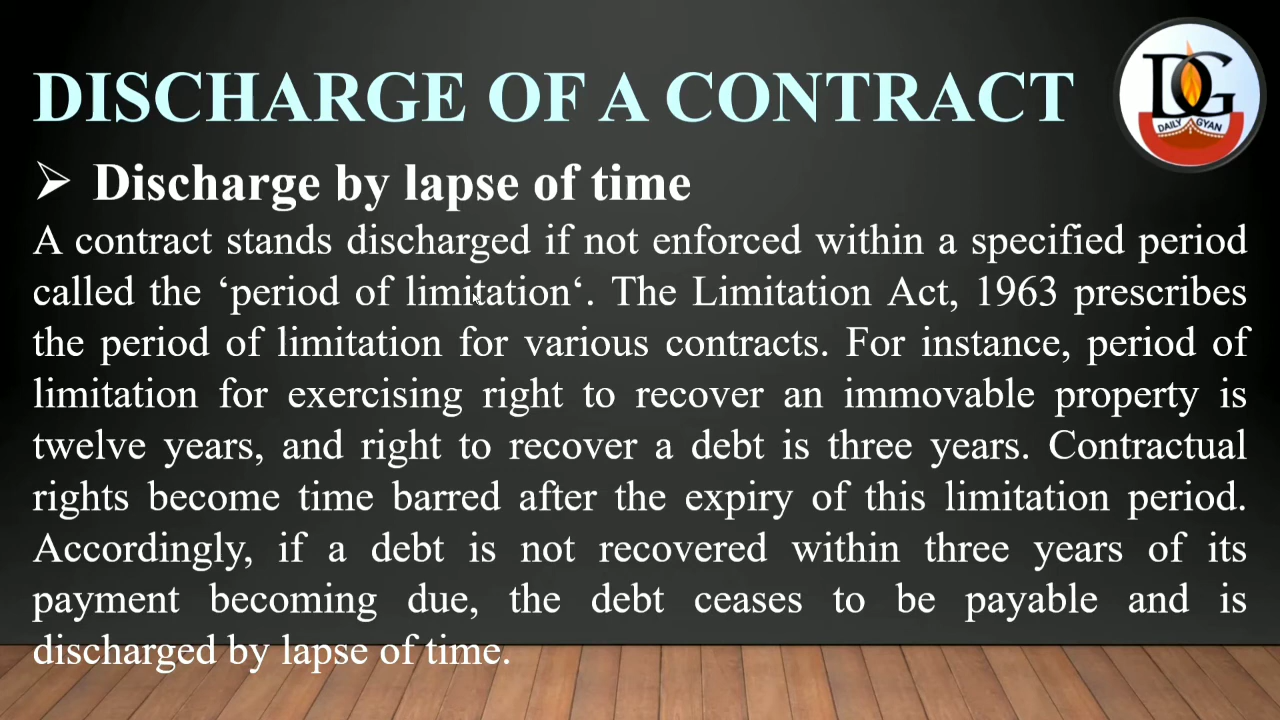 DISCHARGE OF A CONTRACT
DG
DAILY GYAN
➢ Discharge by lapse of time
A contract stands discharged if not enforced within a specified period
called the ‘period of limitation‘. The Limitation Act, 1963 prescribes
the period of limitation for various contracts. For instance, period of
limitation for exercising right to recover an immovable property is
twelve years, and right to recover a debt is three years. Contractual
rights become time barred after the expiry of this limitation period.
Accordingly, if a debt is not recovered within three years of its
payment becoming due, the debt ceases to be payable and is
discharged by lapse of time.